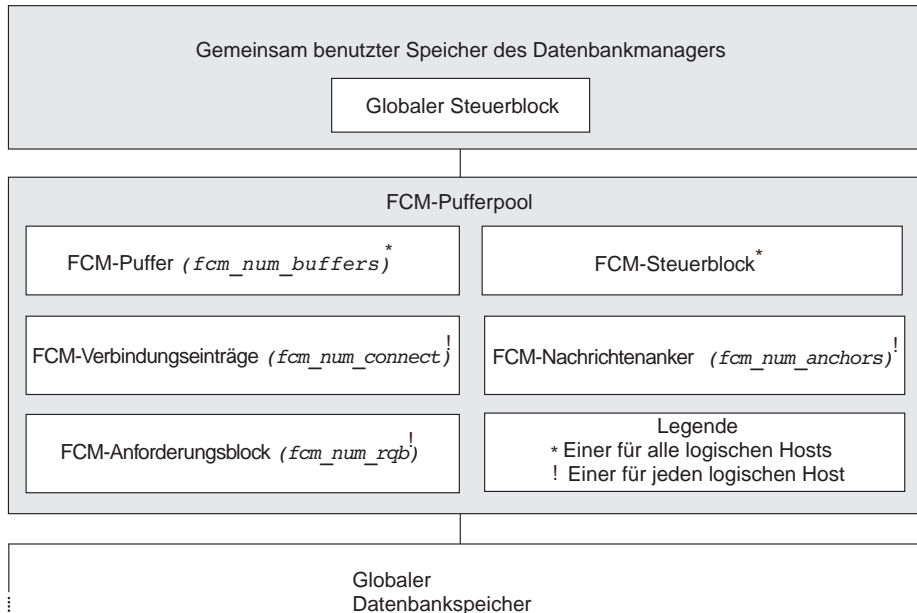 Gemeinsam benutzter Speicher des Datenbankmanagers
Globaler Steuerblock
FCM-Pufferpool
FCM-Puffer (fcm_num_buffers)*
FCM-Steuerblock*
FCM-Verbindungseinträge (fcm_num_connect)!
FCM-Nachrichtenanker (fcm_num_anchors)!
FCM-Anforderungsblock (fcm_num_rqb)!
Legende
* Einer für alle logischen Hosts
! Einer für jeden logischen Host
Globaler
Datenbankspeicher